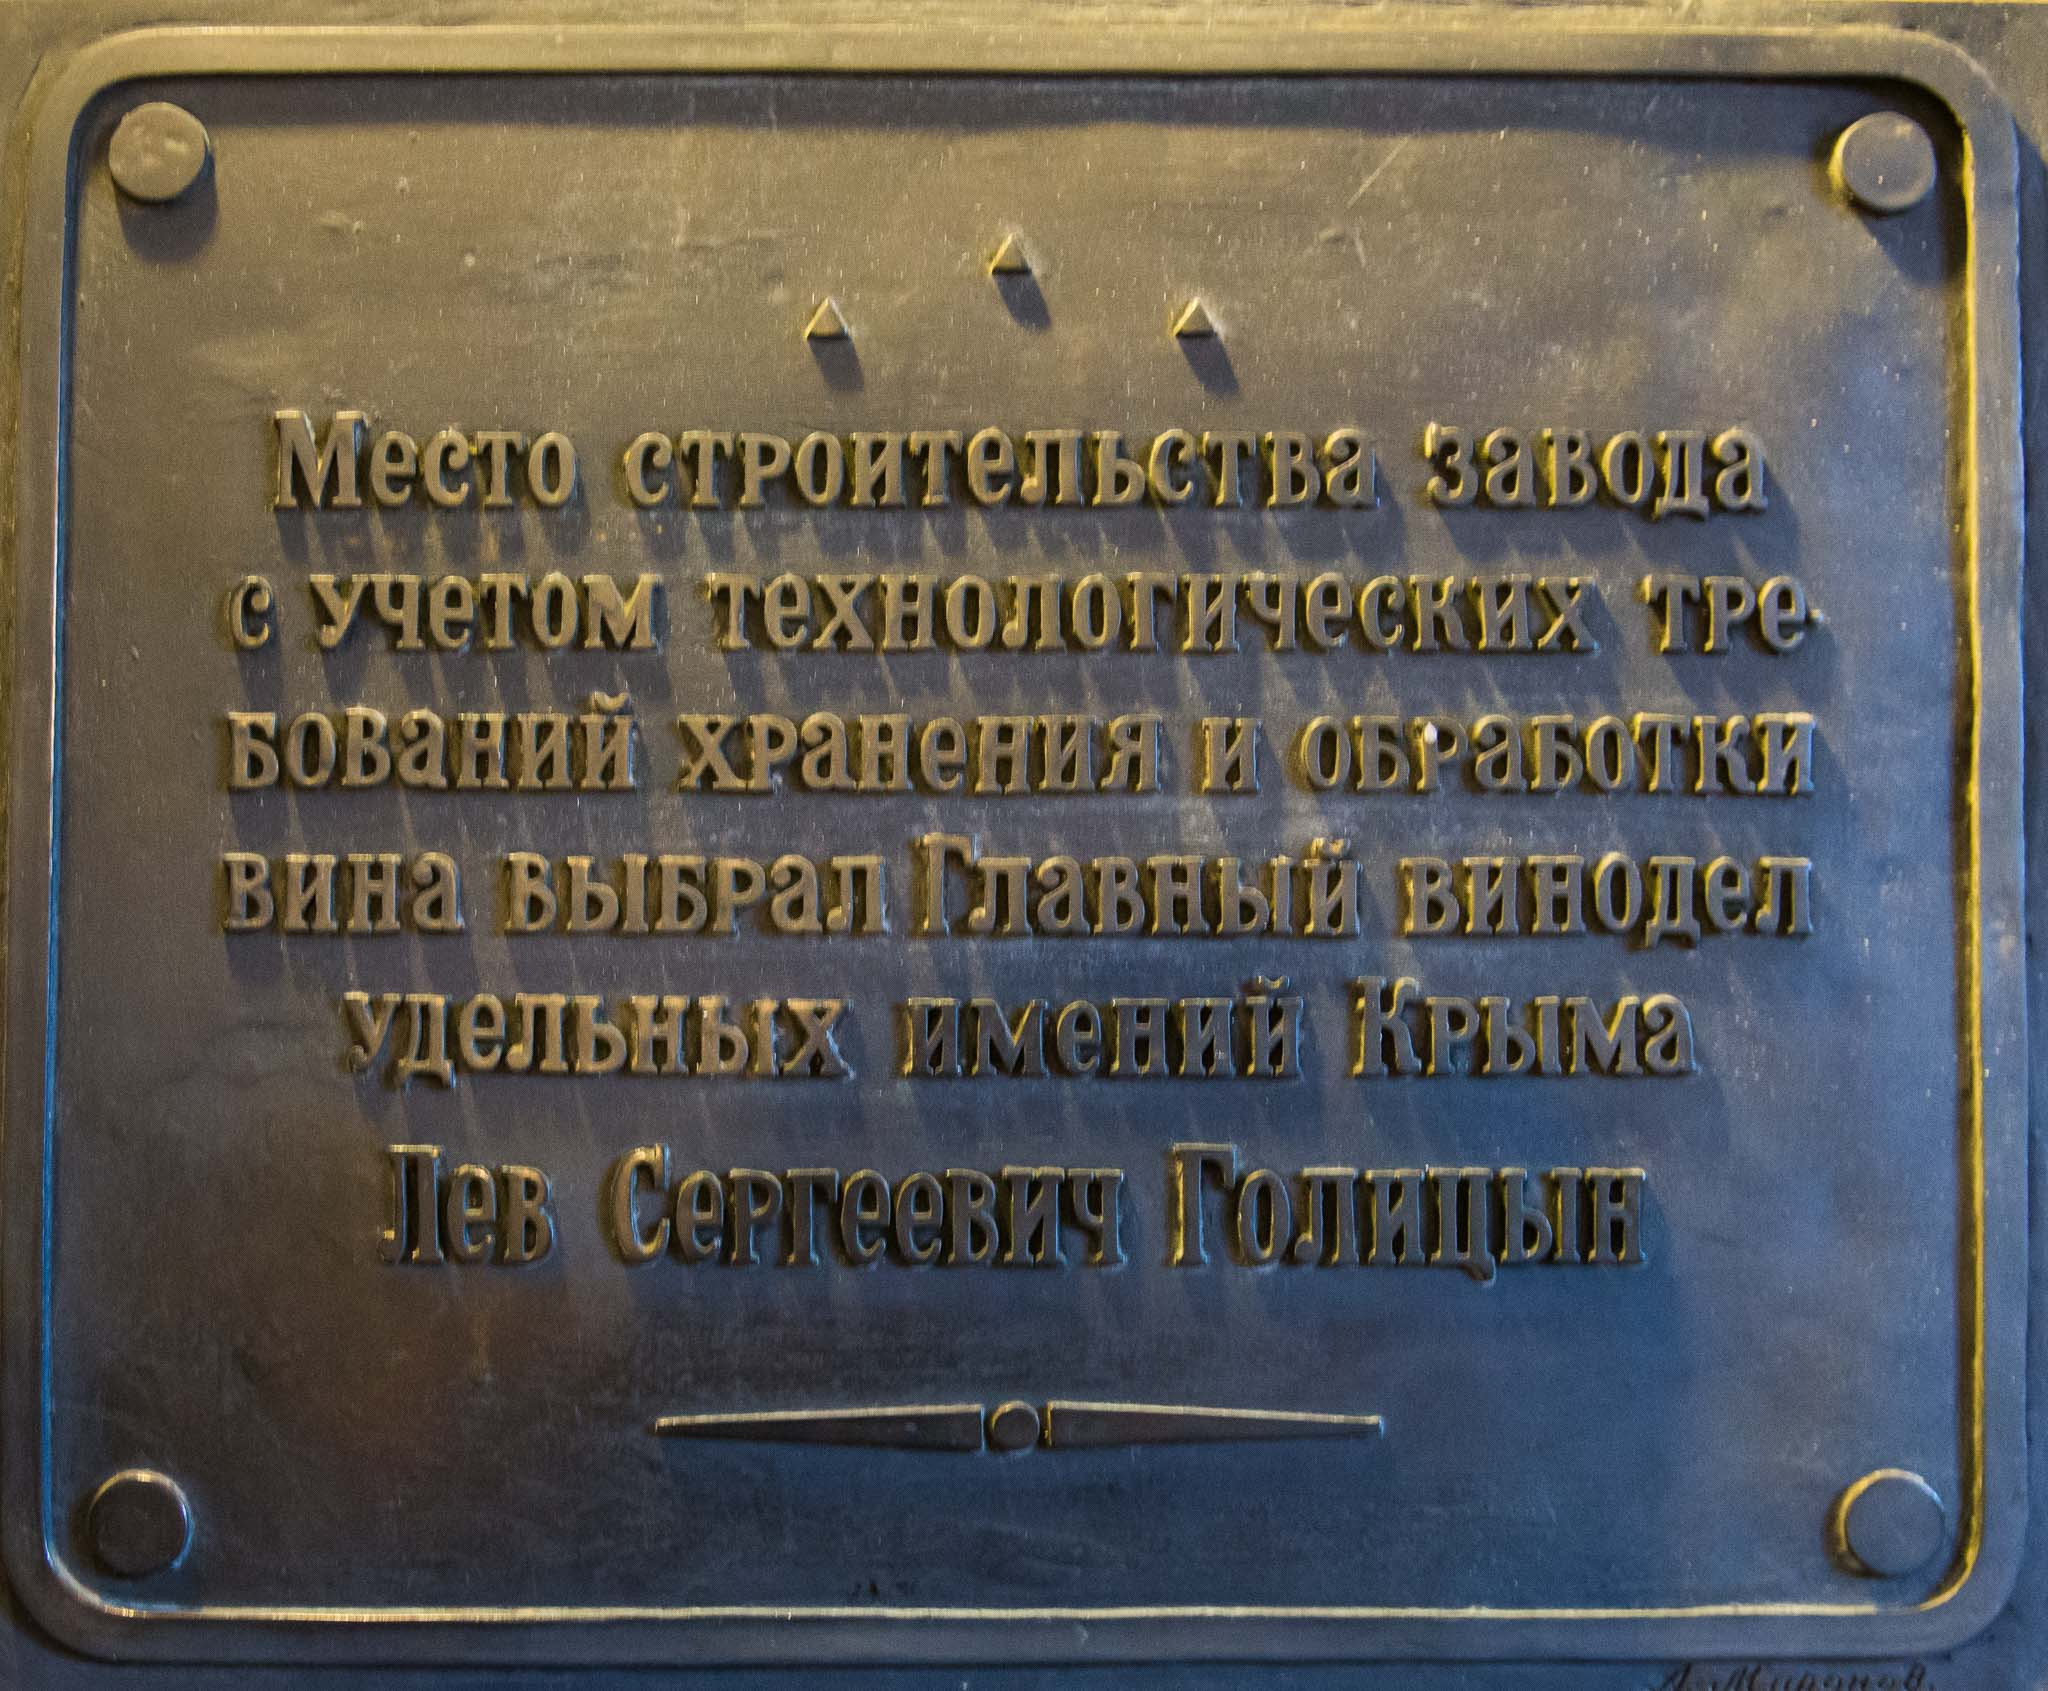 Место строительства завода
с учетом технологических тре-
бований хранения и обработки
вина выбрал Главный винодел
удельных имений Крыма
Лев Сергеевич Голицын
А. Миронов.